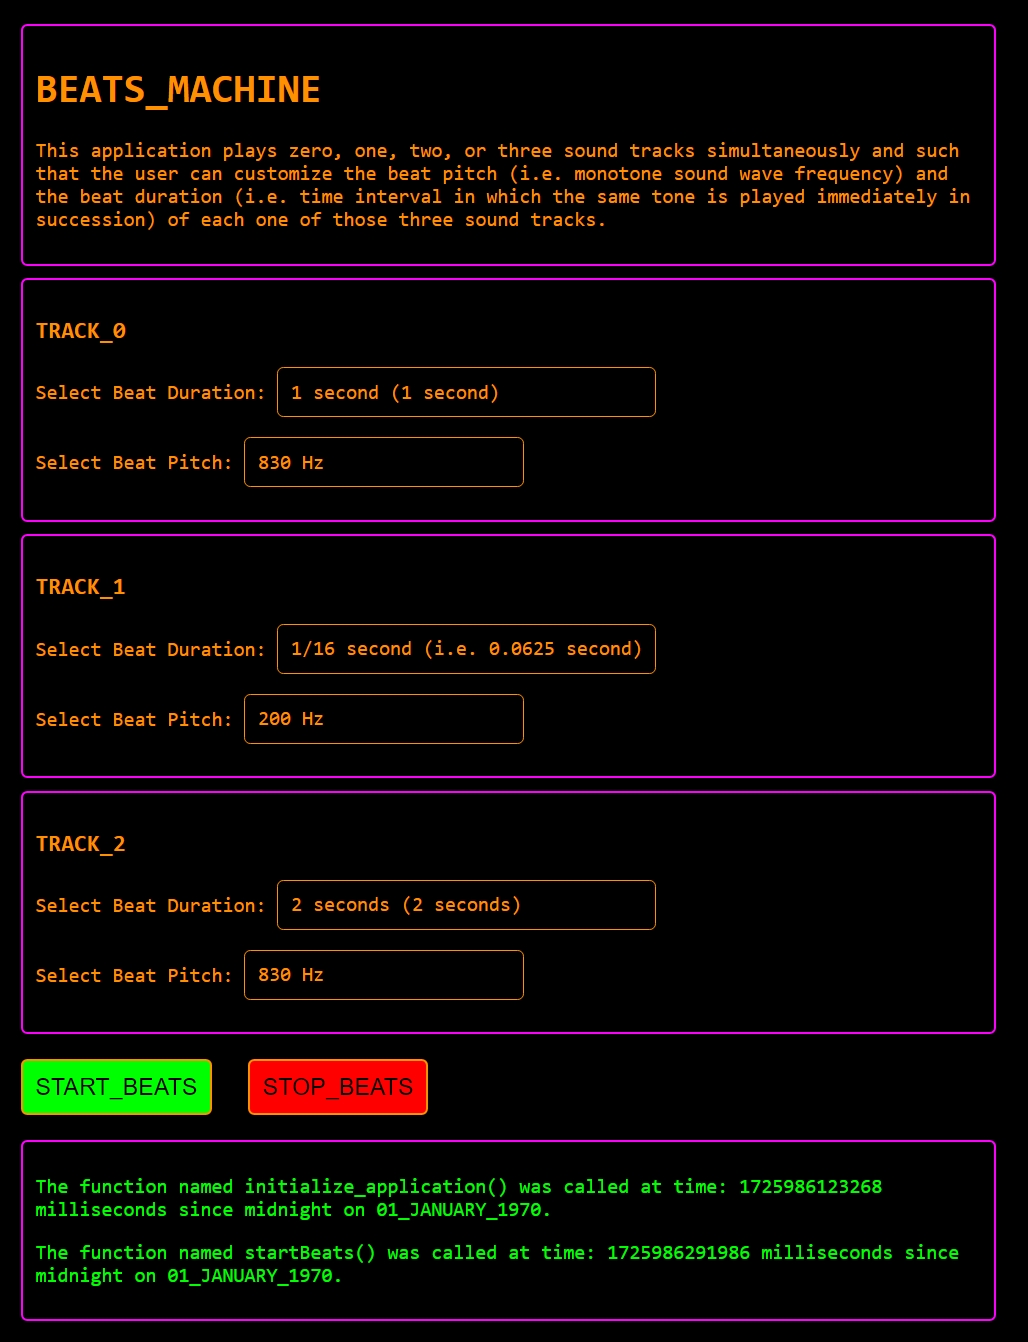 BEATS_MACHINE
This application plays zero, one, two, or three sound tracks simultaneously and such
that the user can customize the beat pitch (i.e. monotone sound wave frequency) and
the beat duration (i.e. time interval in which the same tone is played immediately in
succession) of each one of those three sound tracks.
TRACK_0
Select Beat Duration: 1 second (1 second)
Select Beat Pitch: 830 Hz
TRACK_1
Select Beat Duration: 1/16 second (i.e. 0.0625 second)
Select Beat Pitch: 200 Hz
TRACK_2
Select Beat Duration: 2 seconds (2 seconds)
Select Beat Pitch: 830 Hz
START_BEATS STOP_BEATS
The function named initialize_application() was called at time: 1725986123268
milliseconds since midnight on 01_JANUARY_1970.
The function named startBeats() was called at time: 1725986291986 milliseconds since
midnight on 01_JANUARY_1970.